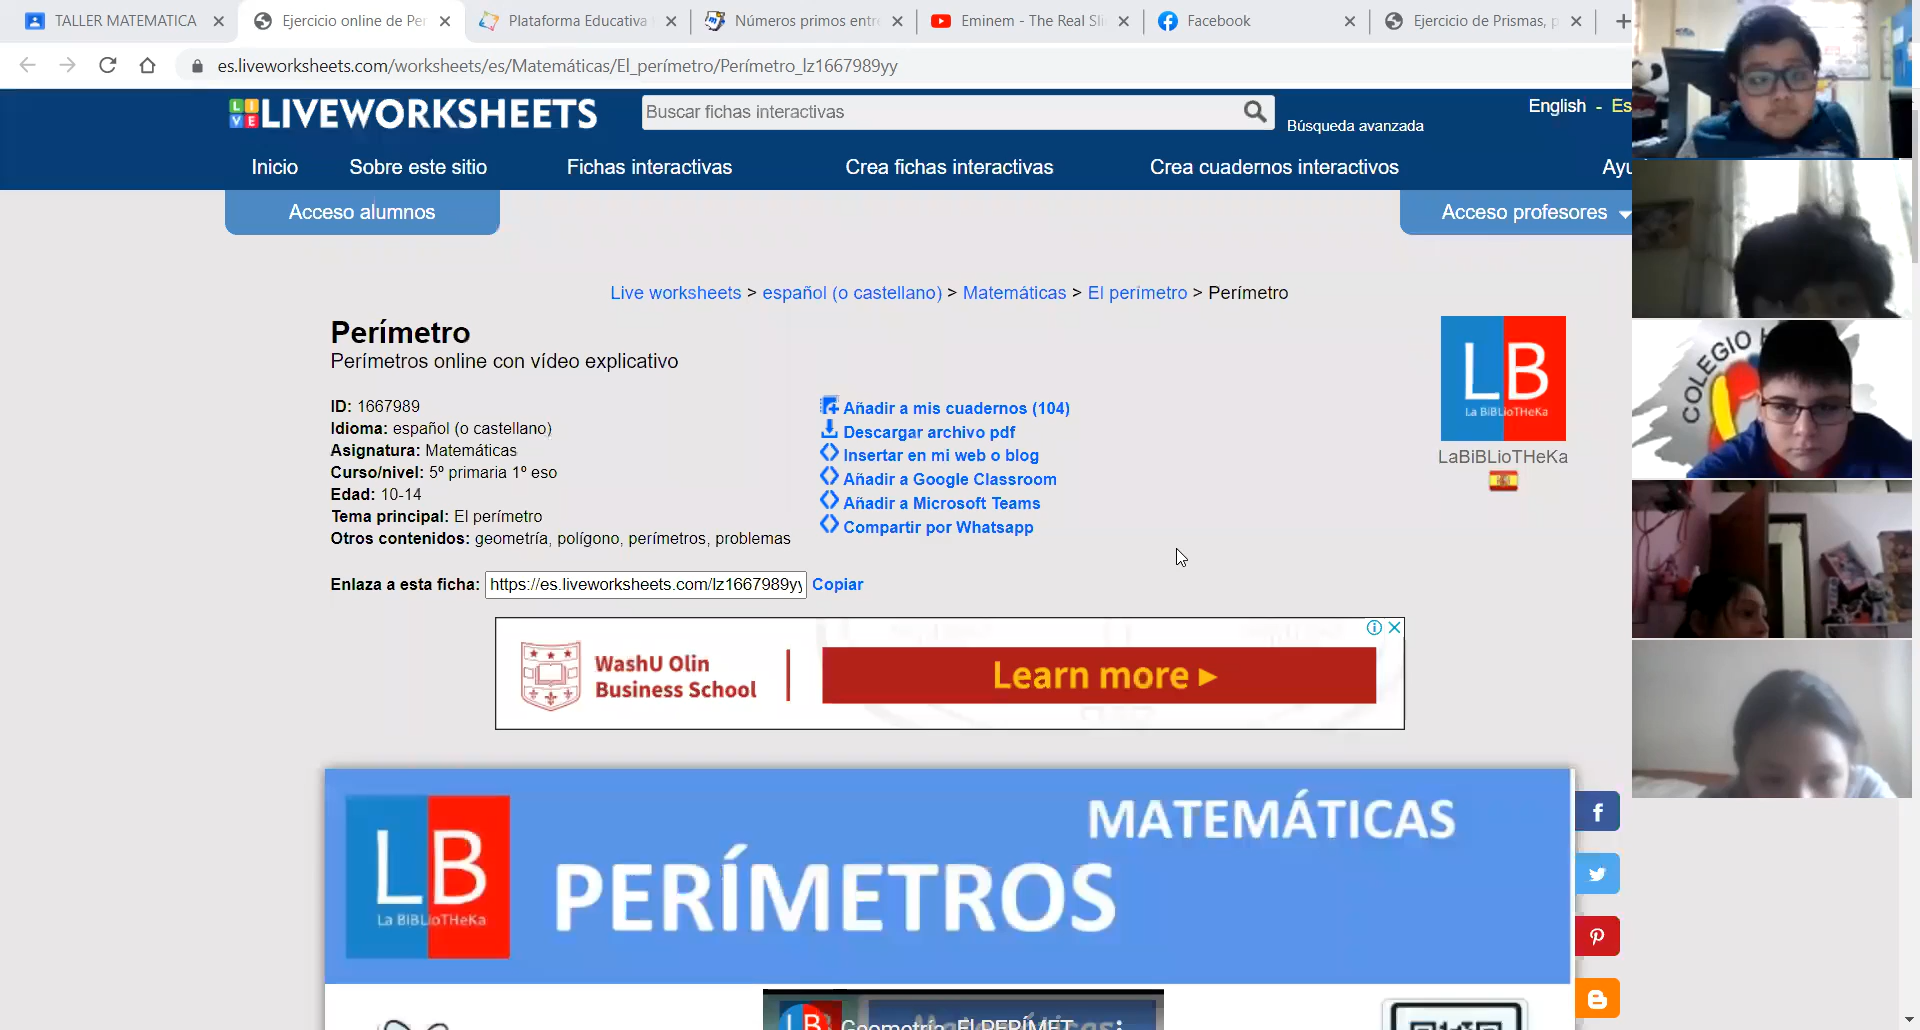 TALLER MATEMATICA
Ejercicio online de Per
Plataforma Educativa
Números primos entre
Eminem - The Real Sli
Facebook
Ejercicio de Prismas, p
es.liveworksheets.com/worksheets/es/Matemáticas/El_perímetro/Perímetro_lz1667989yy
LIVE LIVEWORKSHEETS
Buscar fichas interactivas
Búsqueda avanzada
English - Es
Inicio
Sobre este sitio
Fichas interactivas
Crea fichas interactivas
Crea cuadernos interactivos
Ayu
Acceso alumnos
Acceso profesores
Live worksheets > español (o castellano) > Matemáticas > El perímetro > Perímetro
Perímetro
Perímetros online con vídeo explicativo
ID: 1667989
Idioma: español (o castellano)
Asignatura: Matemáticas
Curso/nivel: 5º primaria 1º eso
Edad: 10-14
Tema principal: El perímetro
Otros contenidos: geometría, polígono, perímetros, problemas
Añadir a mis cuadernos (104)
Descargar archivo pdf
Insertar en mi web o blog
Añadir a Google Classroom
Añadir a Microsoft Teams
Compartir por Whatsapp
LB
La BiBLioTHeKa
LaBiBLioTHeKa
Enlaza a esta ficha: https://es.liveworksheets.com/lz1667989yy Copiar
WashU Olin
Business School
Learn more ▸
LB
La BiBLioTHeKa
MATEMÁTICAS
PERÍMETROS
LB
Geometría EL PERÍMET
COLEGIO